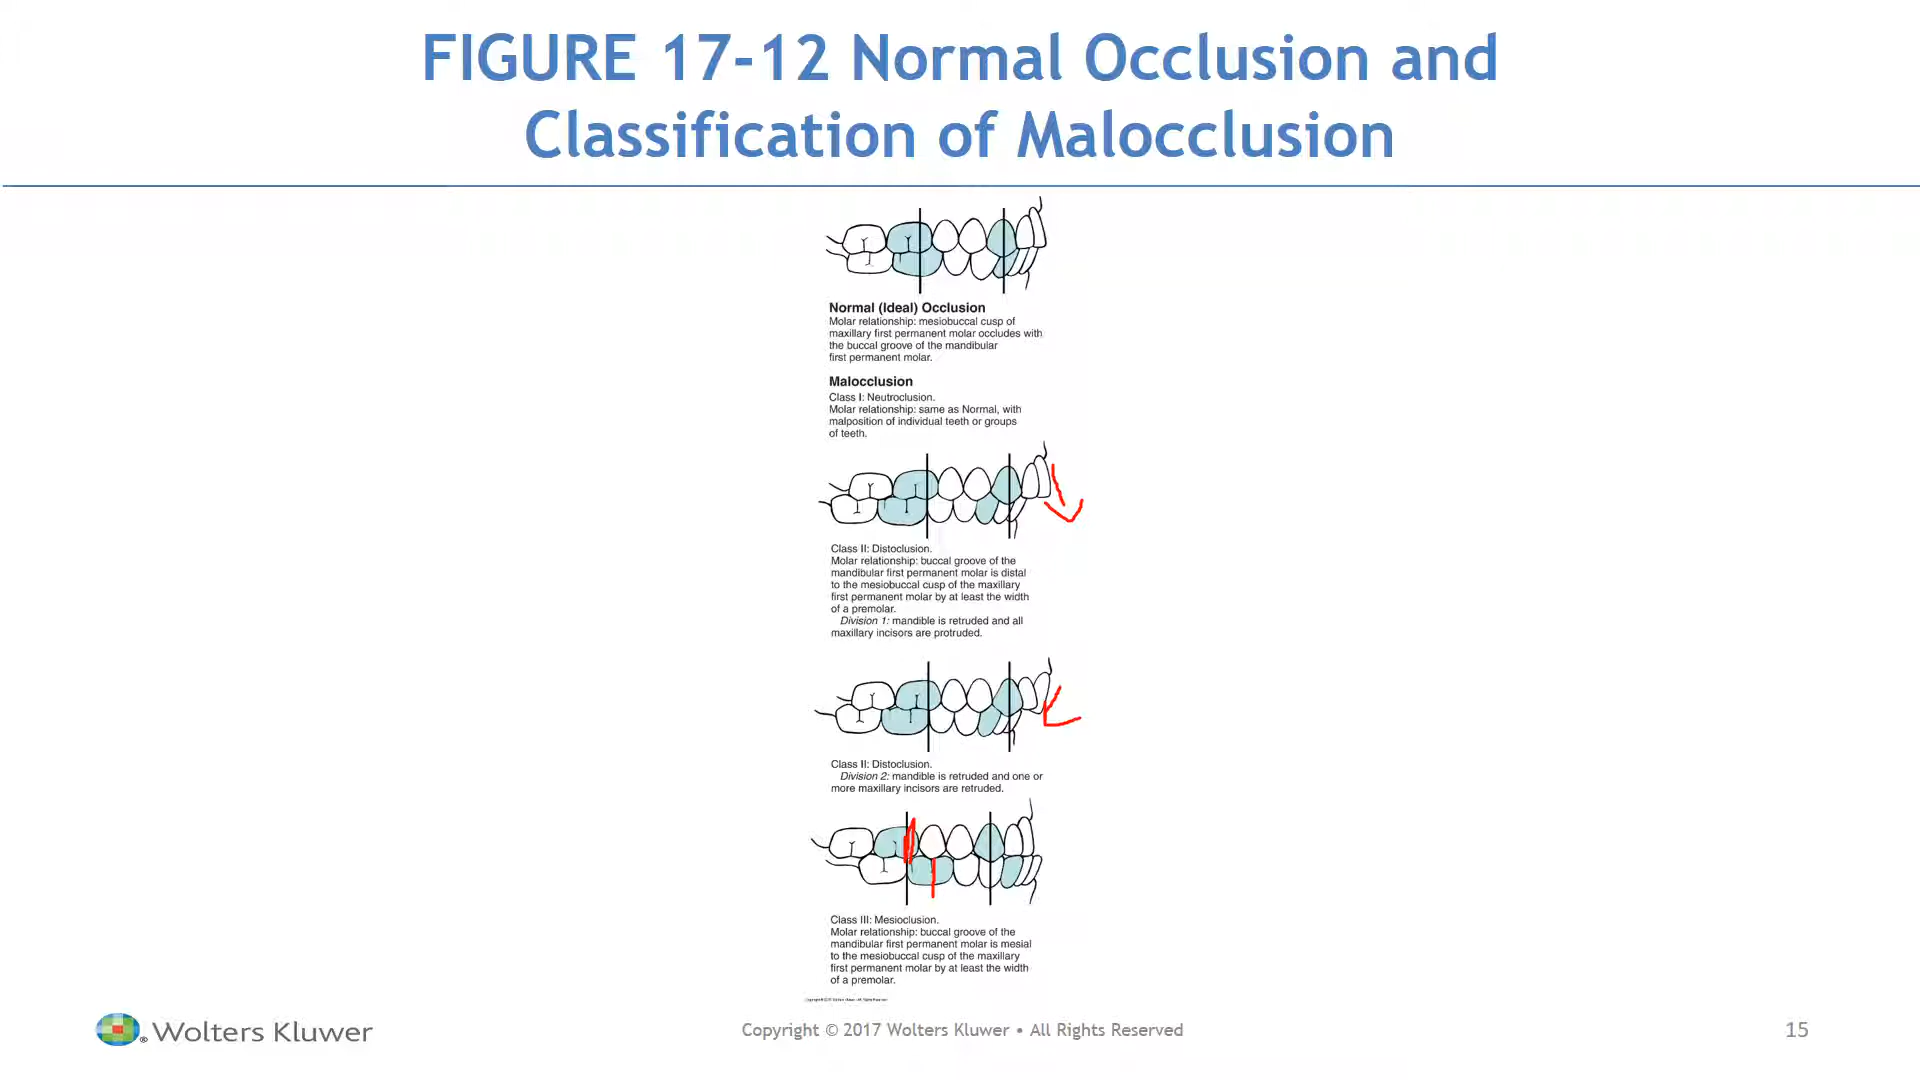 FIGURE 17-12 Normal Occlusion and
Classification of Malocclusion
Normal (Ideal) Occlusion
Molar relationship: mesiobuccal cusp of
maxillary first permanent molar occludes with
the buccal groove of the mandibular
first permanent molar.
Malocclusion
Class I: Neutroclusion.
Molar relationship: same as Normal, with
malposition of individual teeth or groups
of teeth.
Class II: Distoclusion.
Molar relationship: buccal groove of the
mandibular first permanent molar is distal
to the mesiobuccal cusp of the maxillary
first permanent molar by at least the width
of a premolar.
Division 1: mandible is retruded and all
maxillary incisors are protruded.
Class II: Distoclusion.
Division 2: mandible is retruded and one or
more maxillary incisors are retruded.
Class III: Mesioclusion.
Molar relationship: buccal groove of the
mandibular first permanent molar is mesial
to the mesiobuccal cusp of the maxillary
first permanent molar by at least the width
of a premolar.
Wolters Kluwer
Copyright © 2017 Wolters Kluwer • All Rights Reserved
15